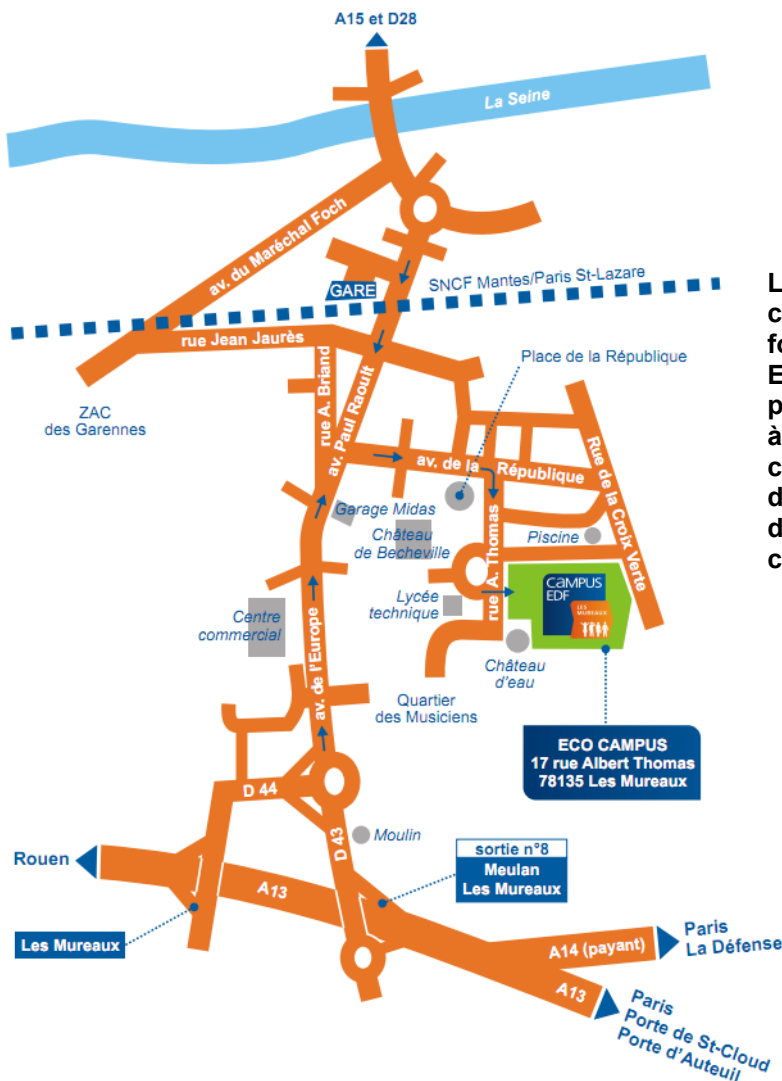 A15 et D28
La Seine
av. du Maréchal Foch
GARE
SNCF Mantes/Paris St-Lazare
rue Jean Jaurès
ZAC
des Garennes
rue A. Briand
av. Paul Raoult
Place de la République
av. de la République
Rue de la Croix Verte
Garage Midas
Château
de Becheville
rue A. Thomas
Piscine
CAMPUS
EDF
LES
MUREAUX
Lycée
technique
Centre
commercial
av. de l'Europe
Château
d'eau
Quartier
des Musiciens
ECO CAMPUS
17 rue Albert Thomas
78135 Les Mureaux
D 44
D 43
Moulin
sortie n°8
Meulan
Les Mureaux
Rouen
A13
Les Mureaux
A14 (payant)
Paris
La Défense
A13
Paris
Porte de St-Cloud
Porte d'Auteuil